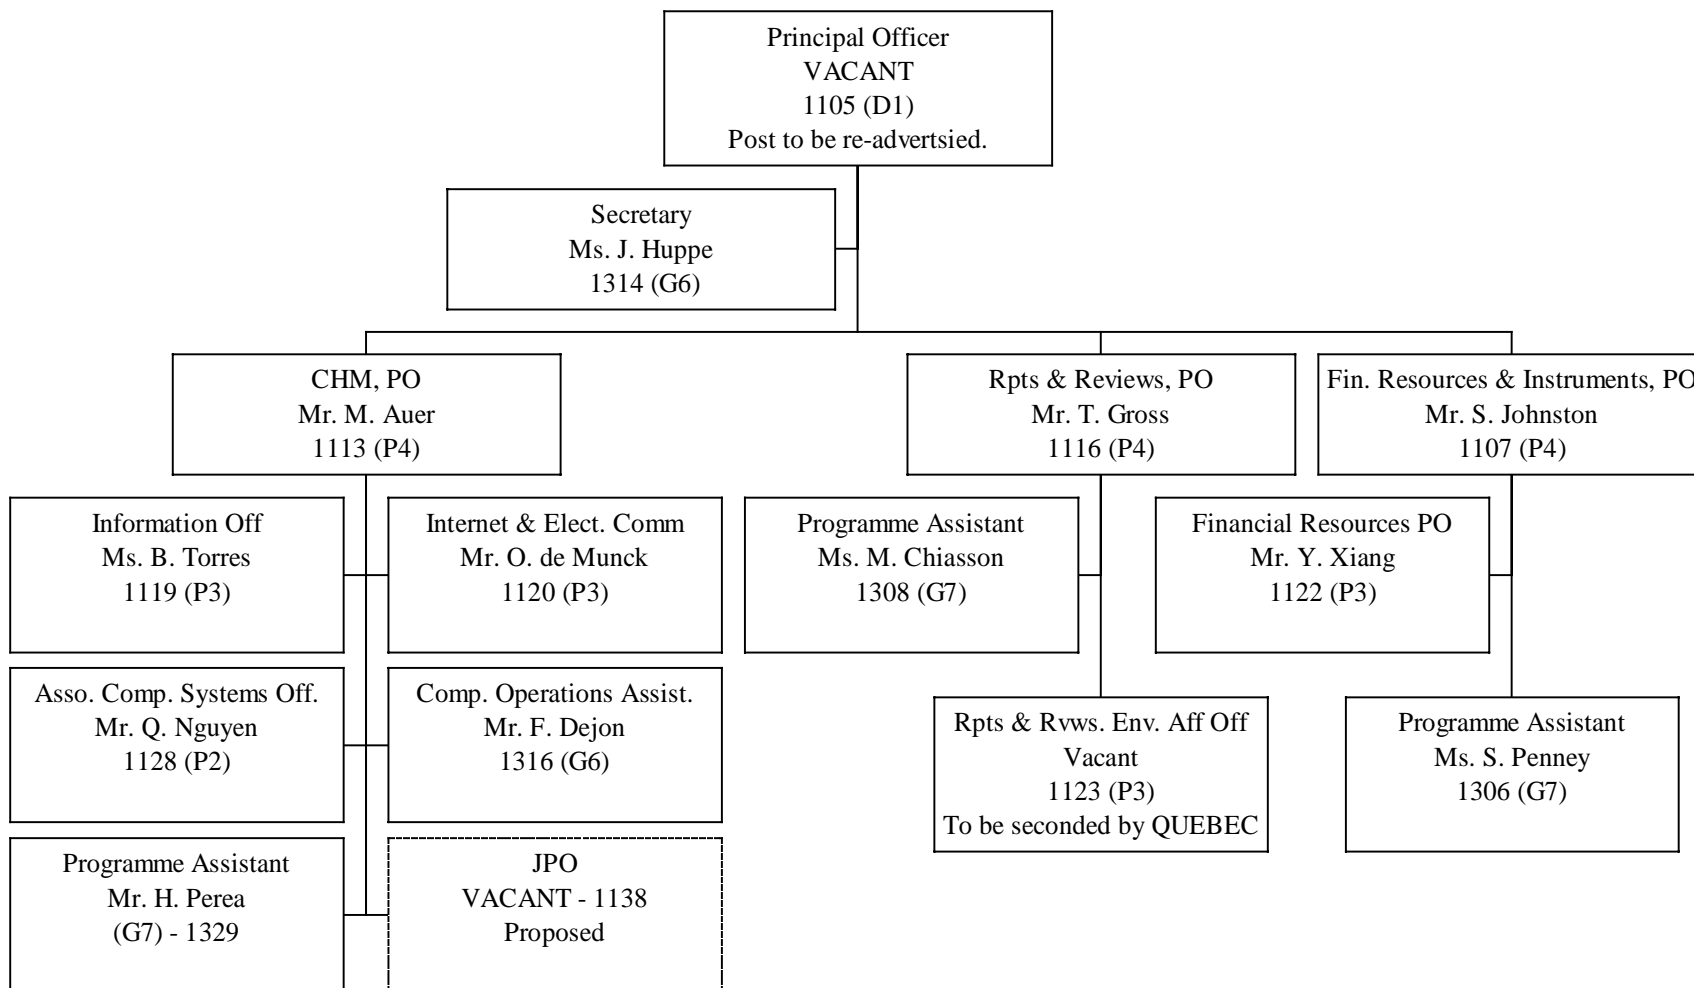 Principal Officer
VACANT
1105 (D1)
Post to be re-advertsied.
Secretary
Ms. J. Huppe
1314 (G6)
CHM, PO
Mr. M. Auer
1113 (P4)
Rpts & Reviews, PO
Mr. T. Gross
1116 (P4)
Fin. Resources & Instruments, PO
Mr. S. Johnston
1107 (P4)
Information Off
Ms. B. Torres
1119 (P3)
Internet & Elect. Comm
Mr. O. de Munck
1120 (P3)
Programme Assistant
Ms. M. Chiasson
1308 (G7)
Financial Resources PO
Mr. Y. Xiang
1122 (P3)
Asso. Comp. Systems Off.
Mr. Q. Nguyen
1128 (P2)
Comp. Operations Assist.
Mr. F. Dejon
1316 (G6)
Rpts & Rvws. Env. Aff Off
Vacant
1123 (P3)
To be seconded by QUEBEC
Programme Assistant
Ms. S. Penney
1306 (G7)
Programme Assistant
Mr. H. Perea
(G7) - 1329
JPO
VACANT - 1138
Proposed